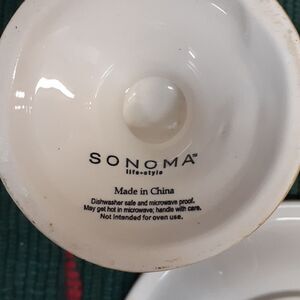 SONOMA™
life+style
Made in China
Dishwasher safe and microwave proof.
May get hot in microwave; handle with care.
Not intended for oven use.